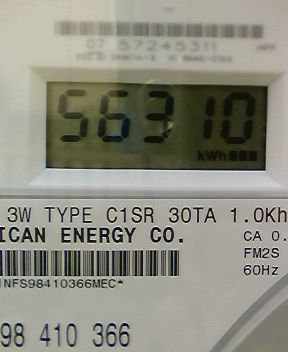 07 57245311
56310
kWh
3W TYPE C1SR 30TA 1.0Kh
ICAN ENERGY CO.
CA 0.
FM2S
60Hz
NFS98410366MEC*
98 410 366